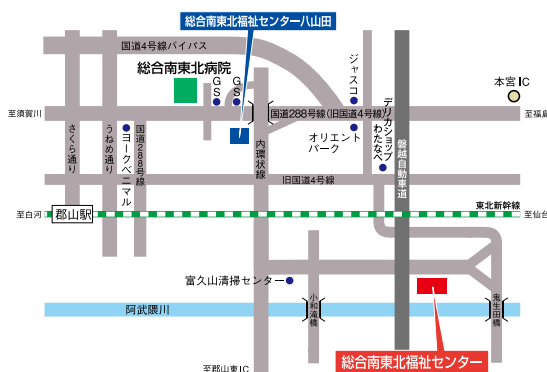 総合南東北福祉センター八山田
国道4号線バイパス
総合南東北病院
GS
GS
ジャスコ
本宮IC
至須賀川
国道288号線(旧国道4号線)
至福島
デリカショップ
わたなべ
オリエント
パーク
さくら通り
うねめ通り
ヨークベニマル
国道288号線
内環状線
磐越自動車道
旧国道4号線
東北新幹線
至白河
郡山駅
至仙台
富久山清掃センター
阿武隈川
小和滝橋
鬼生田橋
総合南東北福祉センター
至郡山東IC